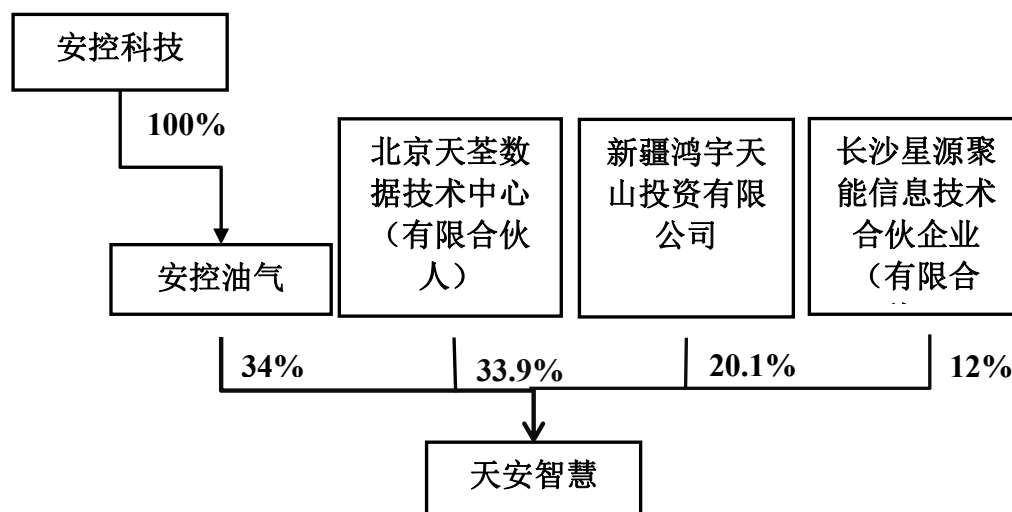 安控科技
100%
北京天荃数
据技术中心
（有限合伙
人）
新疆鸿宇天
山投资有限
公司
长沙星源聚
能信息技术
合伙企业
（有限合
安控油气
34%
33.9%
20.1%
12%
天安智慧